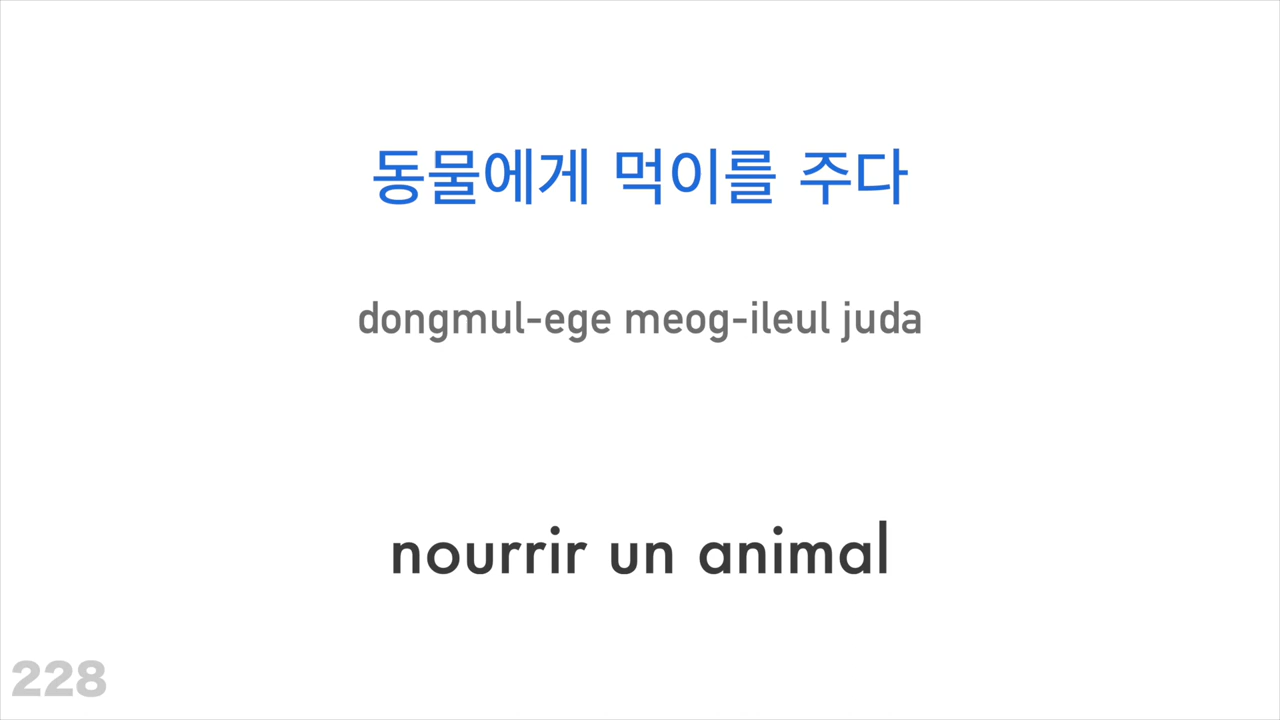 동물에게 먹이를 주다
dongmul-ege meog-ileul juda
nourrir un animal
228